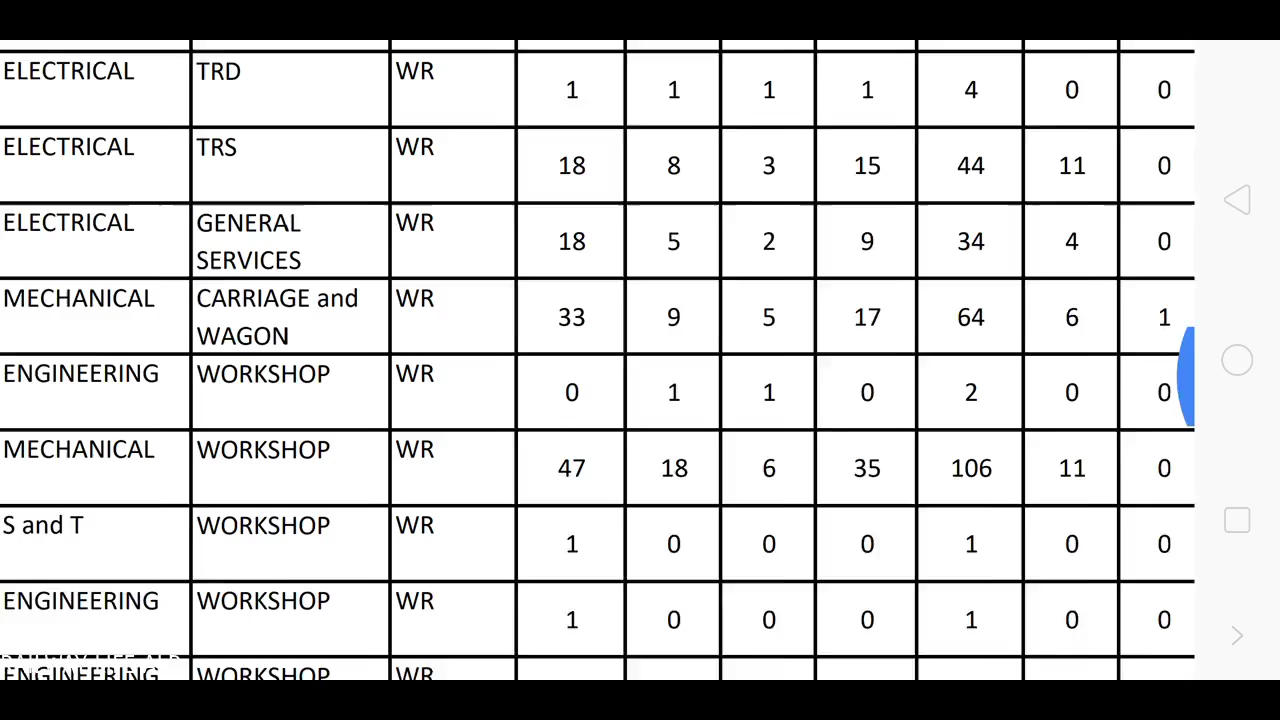 ELECTRICAL TRD WR 1 1 1 1 4 0 0
ELECTRICAL TRS WR 18 8 3 15 44 11 0
ELECTRICAL GENERAL SERVICES WR 18 5 2 9 34 4 0
MECHANICAL CARRIAGE and WAGON WR 33 9 5 17 64 6 1
ENGINEERING WORKSHOP WR 0 1 1 0 2 0 0
MECHANICAL WORKSHOP WR 47 18 6 35 106 11 0
S and T WORKSHOP WR 1 0 0 0 1 0 0
ENGINEERING WORKSHOP WR 1 0 0 0 1 0 0
ENGINEERING WORKSHOP WR